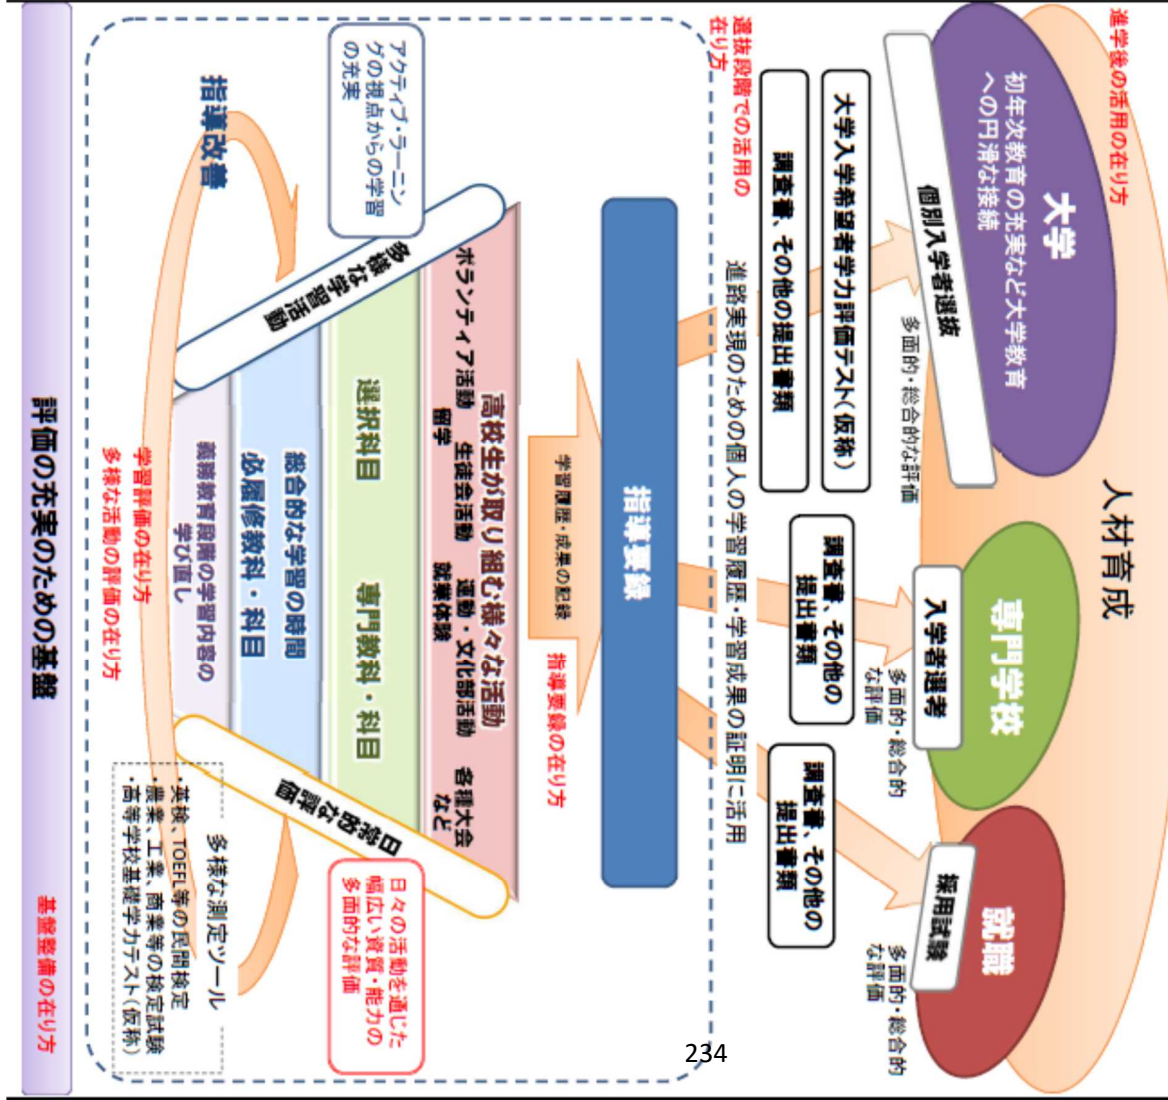 人材育成
進学後の活用の在り方
大学
初年次教育の充実など大学教育
への円滑な接続
個別入学者選抜
多面的・総合的な評価
専門学校
入学者選考
多面的・総合的
な評価
就職
採用試験
多面的・総合的
な評価
選抜段階での活用の
在り方
大学入学希望者学力評価テスト(仮称)
調査書、その他の提出書類
調査書、その他の
提出書類
調査書、その他の
提出書類
進路実現のための個人の学習履歴・学習成果の証明に活用
指導要録
学習履歴・成果の記録
指導要録の在り方
アクティブ・ラーニン
グの視点からの学習
の充実
多様な学習活動
指導改善
高校生が取り組む様々な活動
ボランティア活動 生徒会活動 運動・文化部活動 各種大会
留学 就業体験 など
選択科目 専門教科・科目
総合的な学習の時間
必履修教科・科目
義務教育段階の学習内容の
学び直し
日常的な評価
日々の活動を通じた
幅広い資質・能力の
多面的な評価
多様な測定ツール
・英検、TOEFL等の民間検定
・農業、工業、商業等の検定試験
・高等学校基礎学力テスト(仮称)
学習評価の在り方
多様な活動の評価の在り方
評価の充実のための基盤
基盤整備の在り方
234